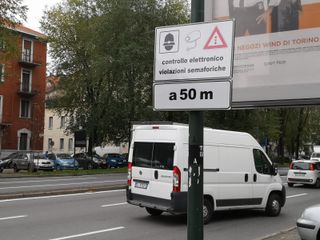 controllo elettronico
violazioni semaforiche
a 50 m
NEGOZI WIND DI TORINO